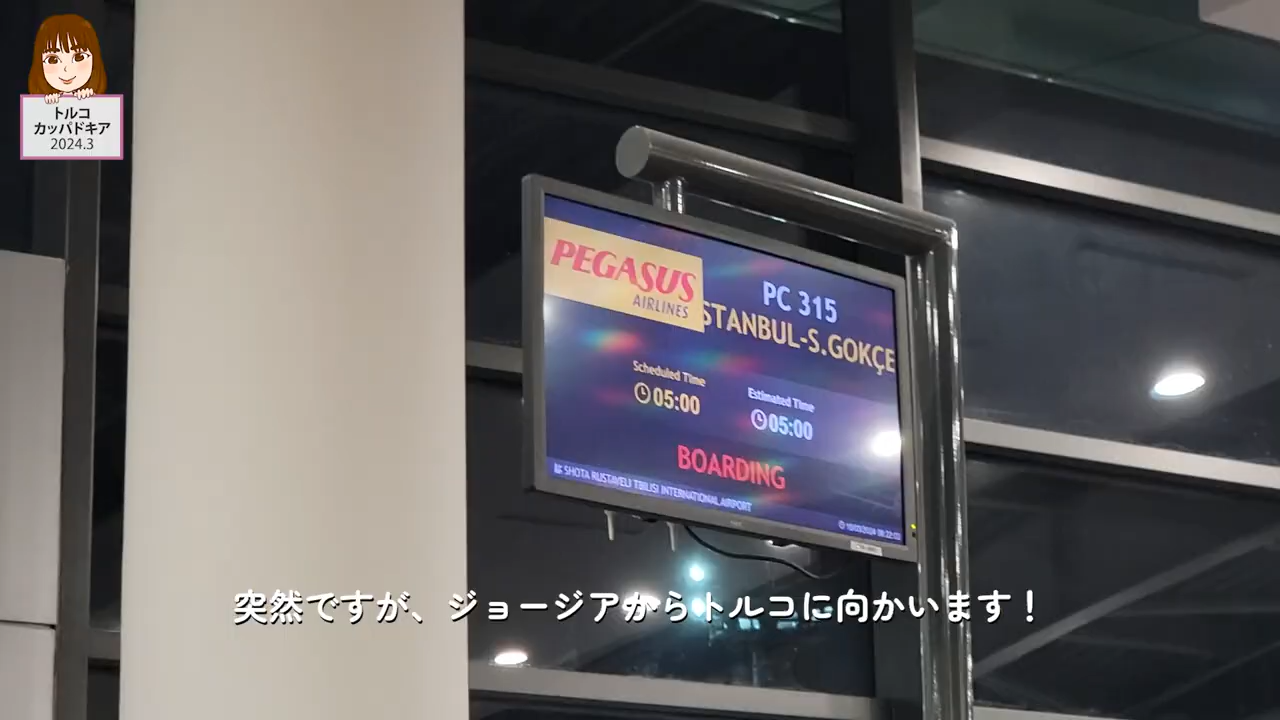 トルコ
カッパドキア
2024.3
PEGASUS
AIRLINES
PC 315
STANBUL-S.GOKÇE
Scheduled Time
05:00
Estimated Time
05:00
BOARDING
SHOTA RUSTAVELI TBILISI INTERNATIONAL AIRPORT
突然ですが、ジョージアからトルコに向かいます！